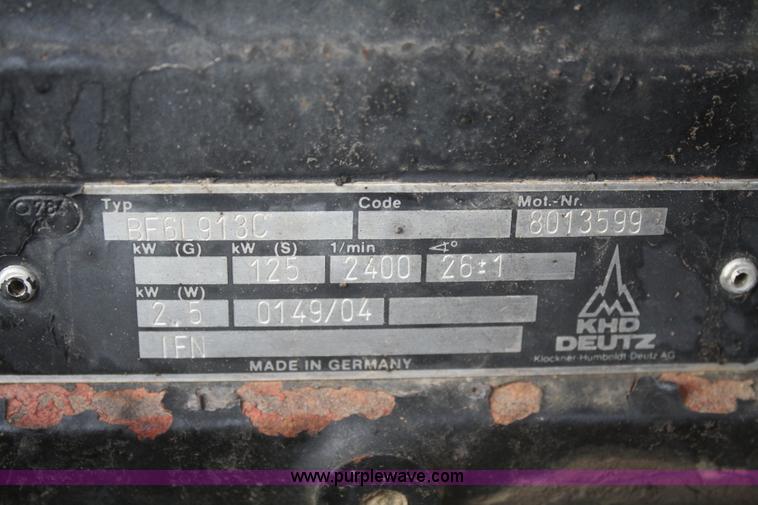 Typ Code Mot.-Nr.
BF6L913C 8013599
kW (G) kW (S) 1/min ∢°
125 2400 26±1
kW (W)
2,5 0149/04
IFN
KHD
DEUTZ
MADE IN GERMANY
Klöckner-Humboldt-Deutz AG
www.purplewave.com